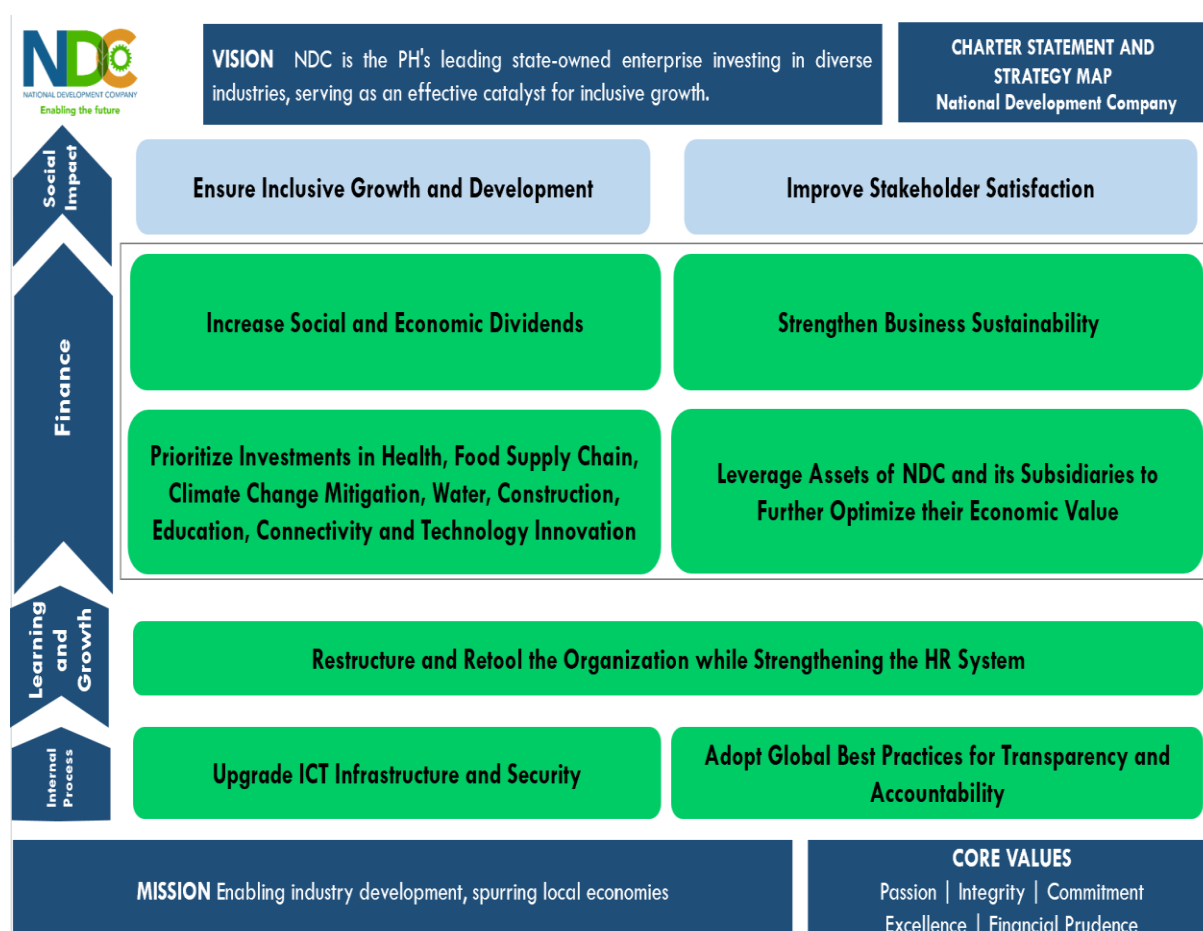 NDC
NATIONAL DEVELOPMENT COMPANY
Enabling the future
VISION NDC is the PH's leading state-owned enterprise investing in diverse
industries, serving as an effective catalyst for inclusive growth.
CHARTER STATEMENT AND
STRATEGY MAP
National Development Company
Social
Impact
Ensure Inclusive Growth and Development
Improve Stakeholder Satisfaction
Finance
Increase Social and Economic Dividends
Strengthen Business Sustainability
Prioritize Investments in Health, Food Supply Chain,
Climate Change Mitigation, Water, Construction,
Education, Connectivity and Technology Innovation
Leverage Assets of NDC and its Subsidiaries to
Further Optimize their Economic Value
Learning
and
Growth
Restructure and Retool the Organization while Strengthening the HR System
Internal
Process
Upgrade ICT Infrastructure and Security
Adopt Global Best Practices for Transparency and
Accountability
MISSION Enabling industry development, spurring local economies
CORE VALUES
Passion | Integrity | Commitment
Excellence | Financial Prudence